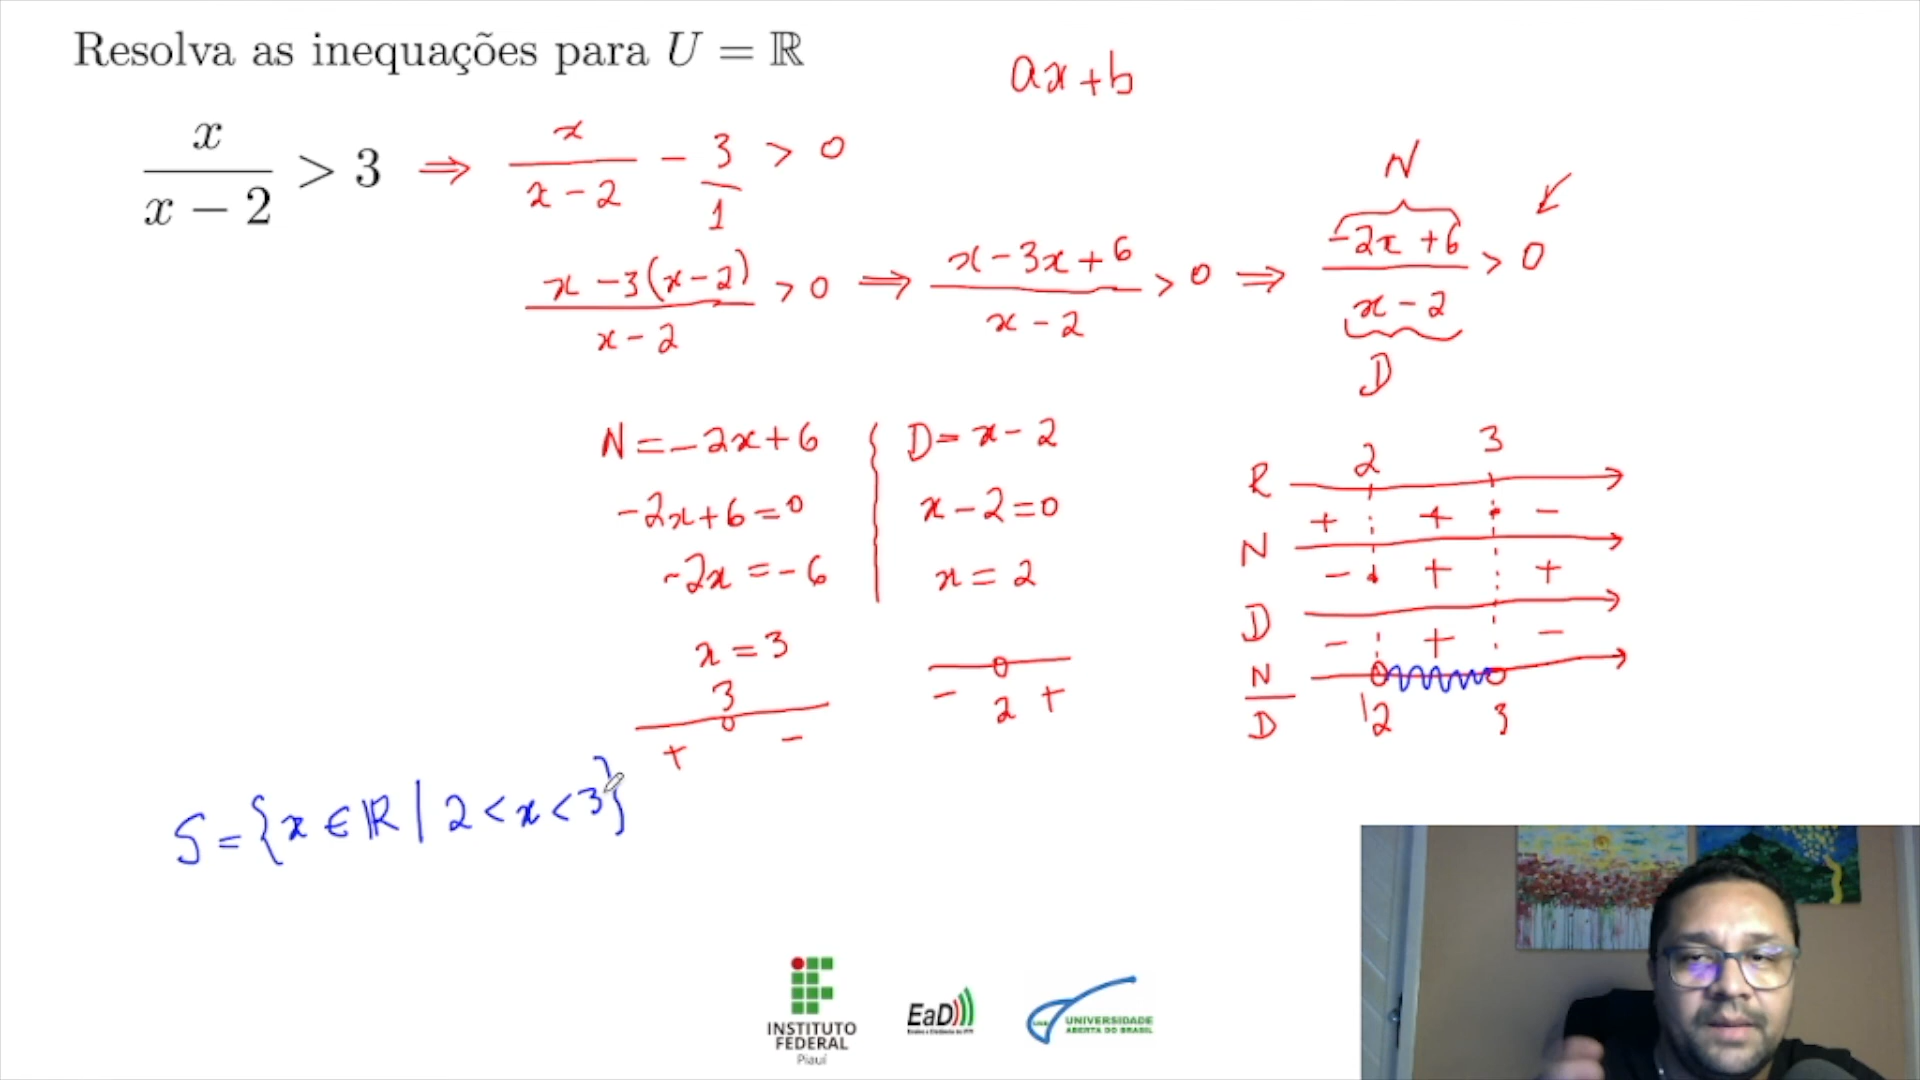 Resolva as inequações para U = ℝ
ax+b
x/(x − 2) > 3 ⇒ x/(x−2) − 3/1 > 0
(x−3(x−2))/(x−2) > 0 ⇒ (x−3x+6)/(x−2) > 0 ⇒ (−2x+6)/(x−2) > 0
N
D
N=−2x+6
−2x+6=0
−2x=−6
x=3
3
+ −
D=x−2
x−2=0
x=2
− 2 +
2 3
R
+ + −
N
− + +
D
− + −
N/D
2 3
S={x∈ℝ | 2<x<3}
INSTITUTO
FEDERAL
Piauí
EaD
UNIVERSIDADE
ABERTA DO BRASIL